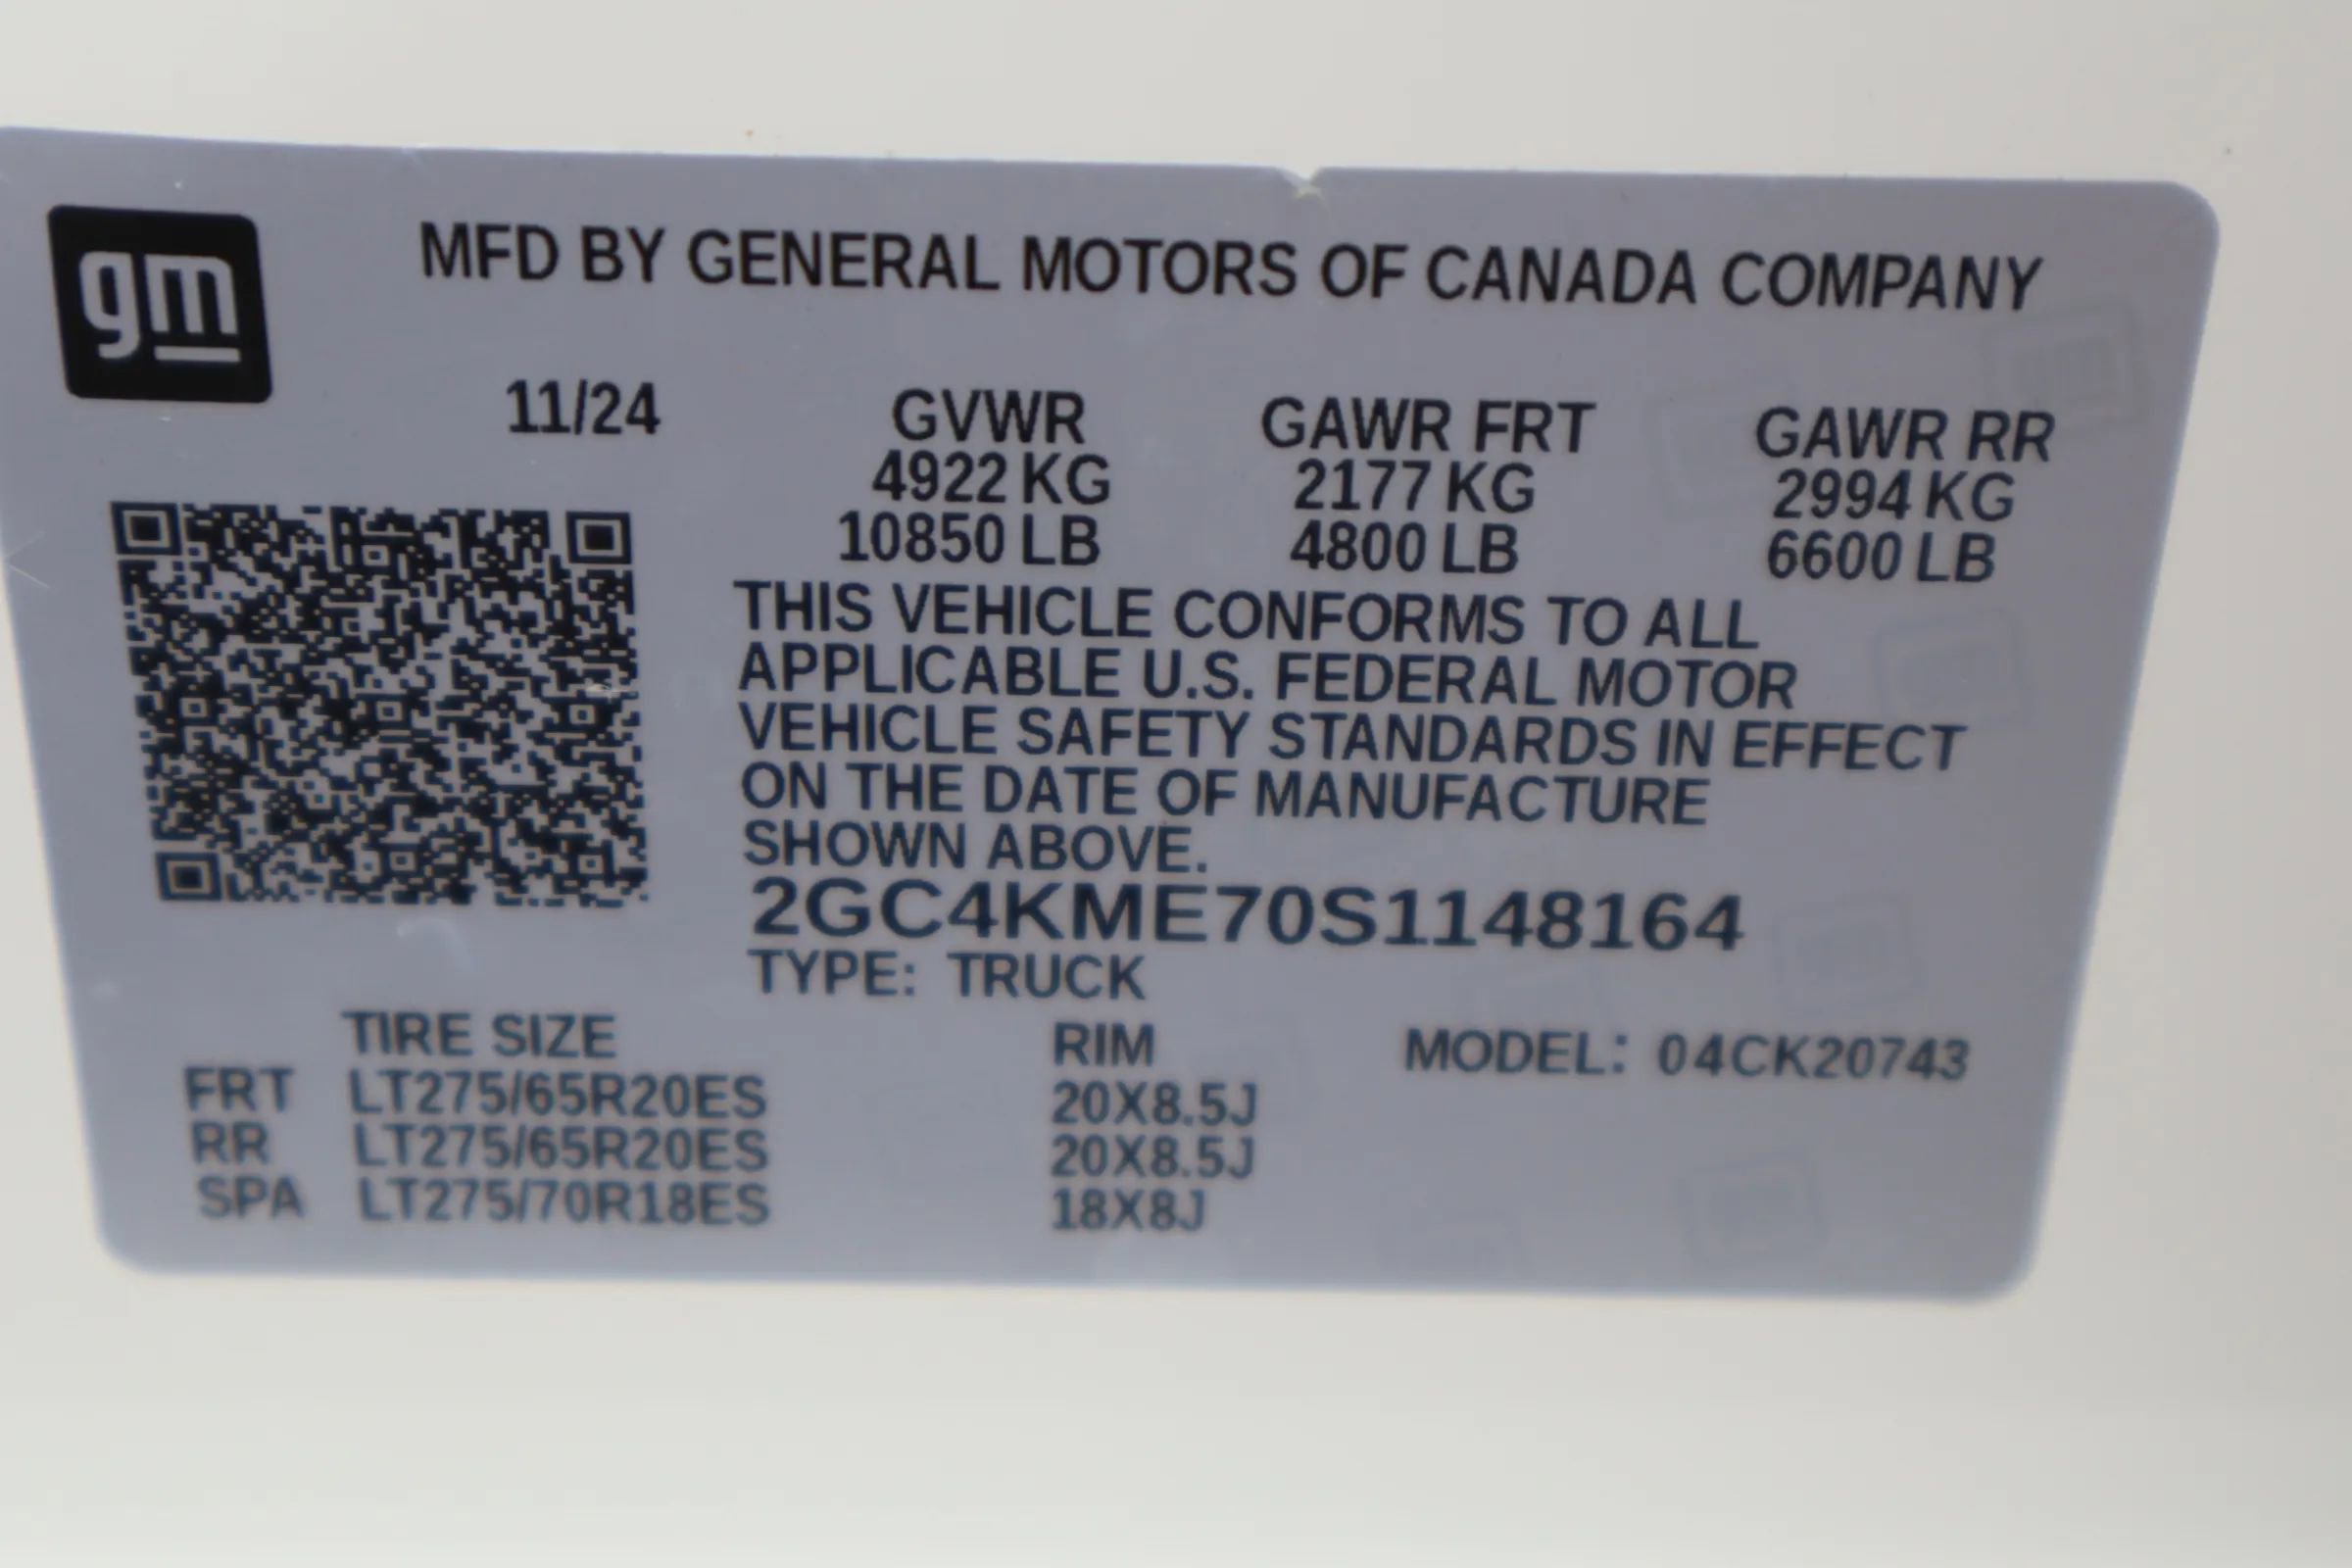 gm
MFD BY GENERAL MOTORS OF CANADA COMPANY
11/24 GVWR GAWR FRT GAWR RR
4922 KG 2177 KG 2994 KG
10850 LB 4800 LB 6600 LB
THIS VEHICLE CONFORMS TO ALL
APPLICABLE U.S. FEDERAL MOTOR
VEHICLE SAFETY STANDARDS IN EFFECT
ON THE DATE OF MANUFACTURE
SHOWN ABOVE.
2GC4KME70S1148164
TYPE: TRUCK
TIRE SIZE RIM MODEL: 04CK20743
FRT LT275/65R20ES 20X8.5J
RR LT275/65R20ES 20X8.5J
SPA LT275/70R18ES 18X8J